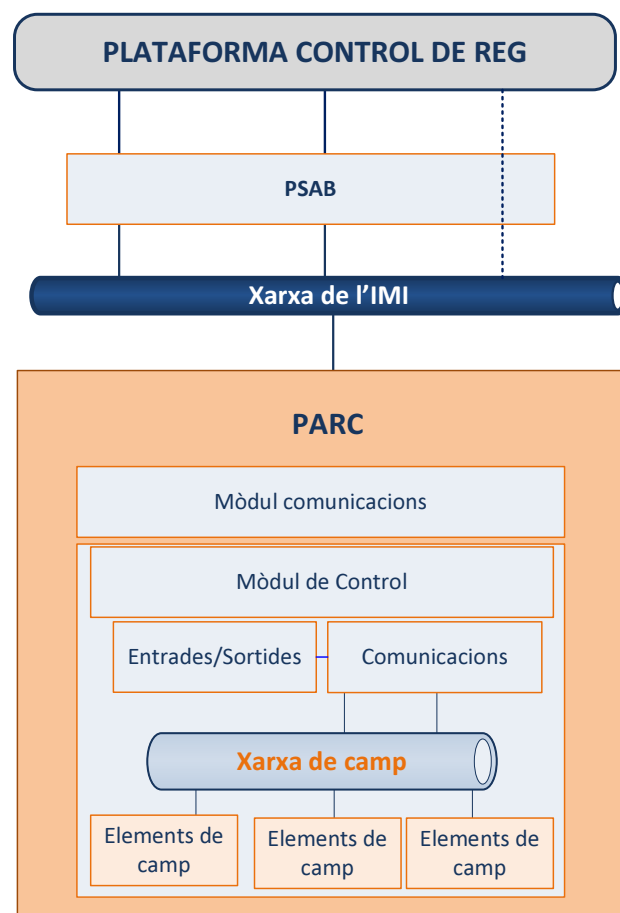 PLATAFORMA CONTROL DE REG
PSAB
Xarxa de l’IMI
PARC
Mòdul comunicacions
Mòdul de Control
Entrades/Sortides
Comunicacions
Xarxa de camp
Elements de
camp
Elements de
camp
Elements de
camp